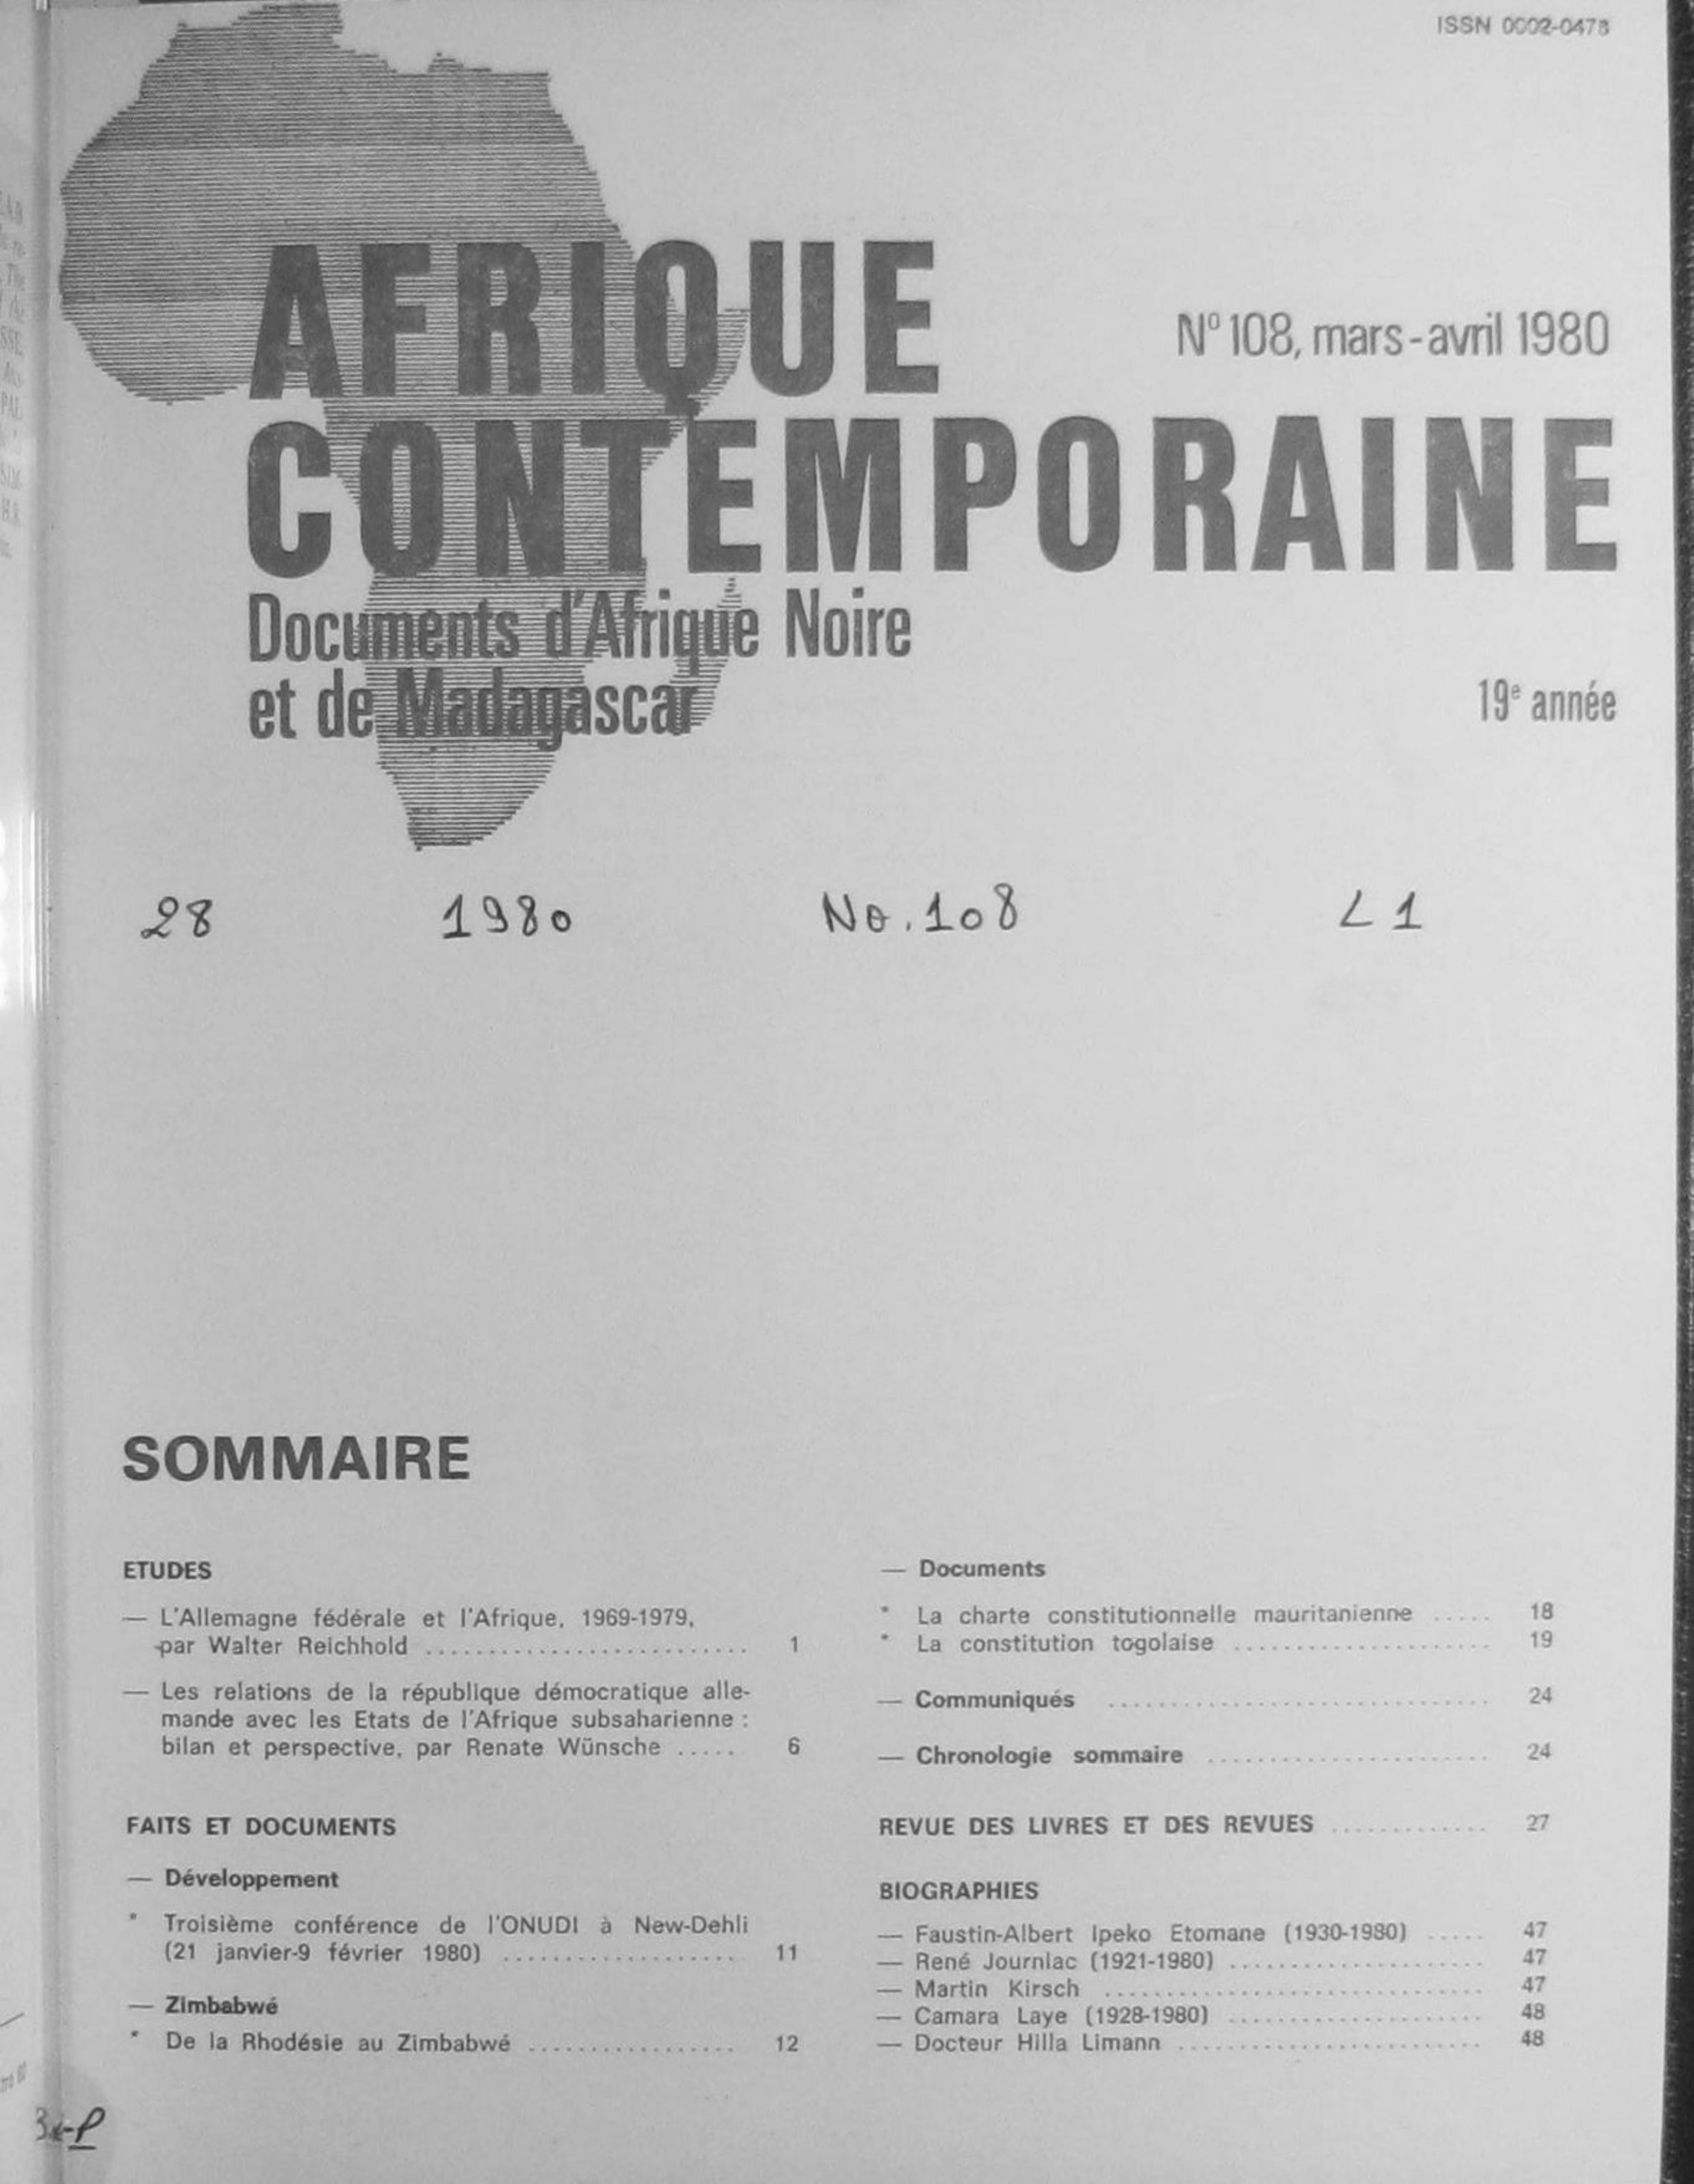 ISSN 0002-0478
AFRIQUE
N° 108, mars-avril 1980
CONTEMPORAINE
Documents d'Afrique Noire
et de Madagascar
19e année
28 1980 No.108 L1
SOMMAIRE
ETUDES
— L'Allemagne fédérale et l'Afrique, 1969-1979,
par Walter Reichhold ......................... 1
— Les relations de la république démocratique alle-
mande avec les Etats de l'Afrique subsaharienne :
bilan et perspective, par Renate Wünsche ..... 6
FAITS ET DOCUMENTS
— Développement
* Troisième conférence de l'ONUDI à New-Dehli
(21 janvier-9 février 1980) ................... 11
— Zimbabwé
* De la Rhodésie au Zimbabwé ................. 12
— Documents
* La charte constitutionnelle mauritanienne ..... 18
* La constitution togolaise ..................... 19
— Communiqués ............................... 24
— Chronologie sommaire ....................... 24
REVUE DES LIVRES ET DES REVUES ............. 27
BIOGRAPHIES
— Faustin-Albert Ipeko Etomane (1930-1980) ..... 47
— René Journiac (1921-1980) ..................... 47
— Martin Kirsch ............................... 47
— Camara Laye (1928-1980) ..................... 48
— Docteur Hilla Limann ......................... 48